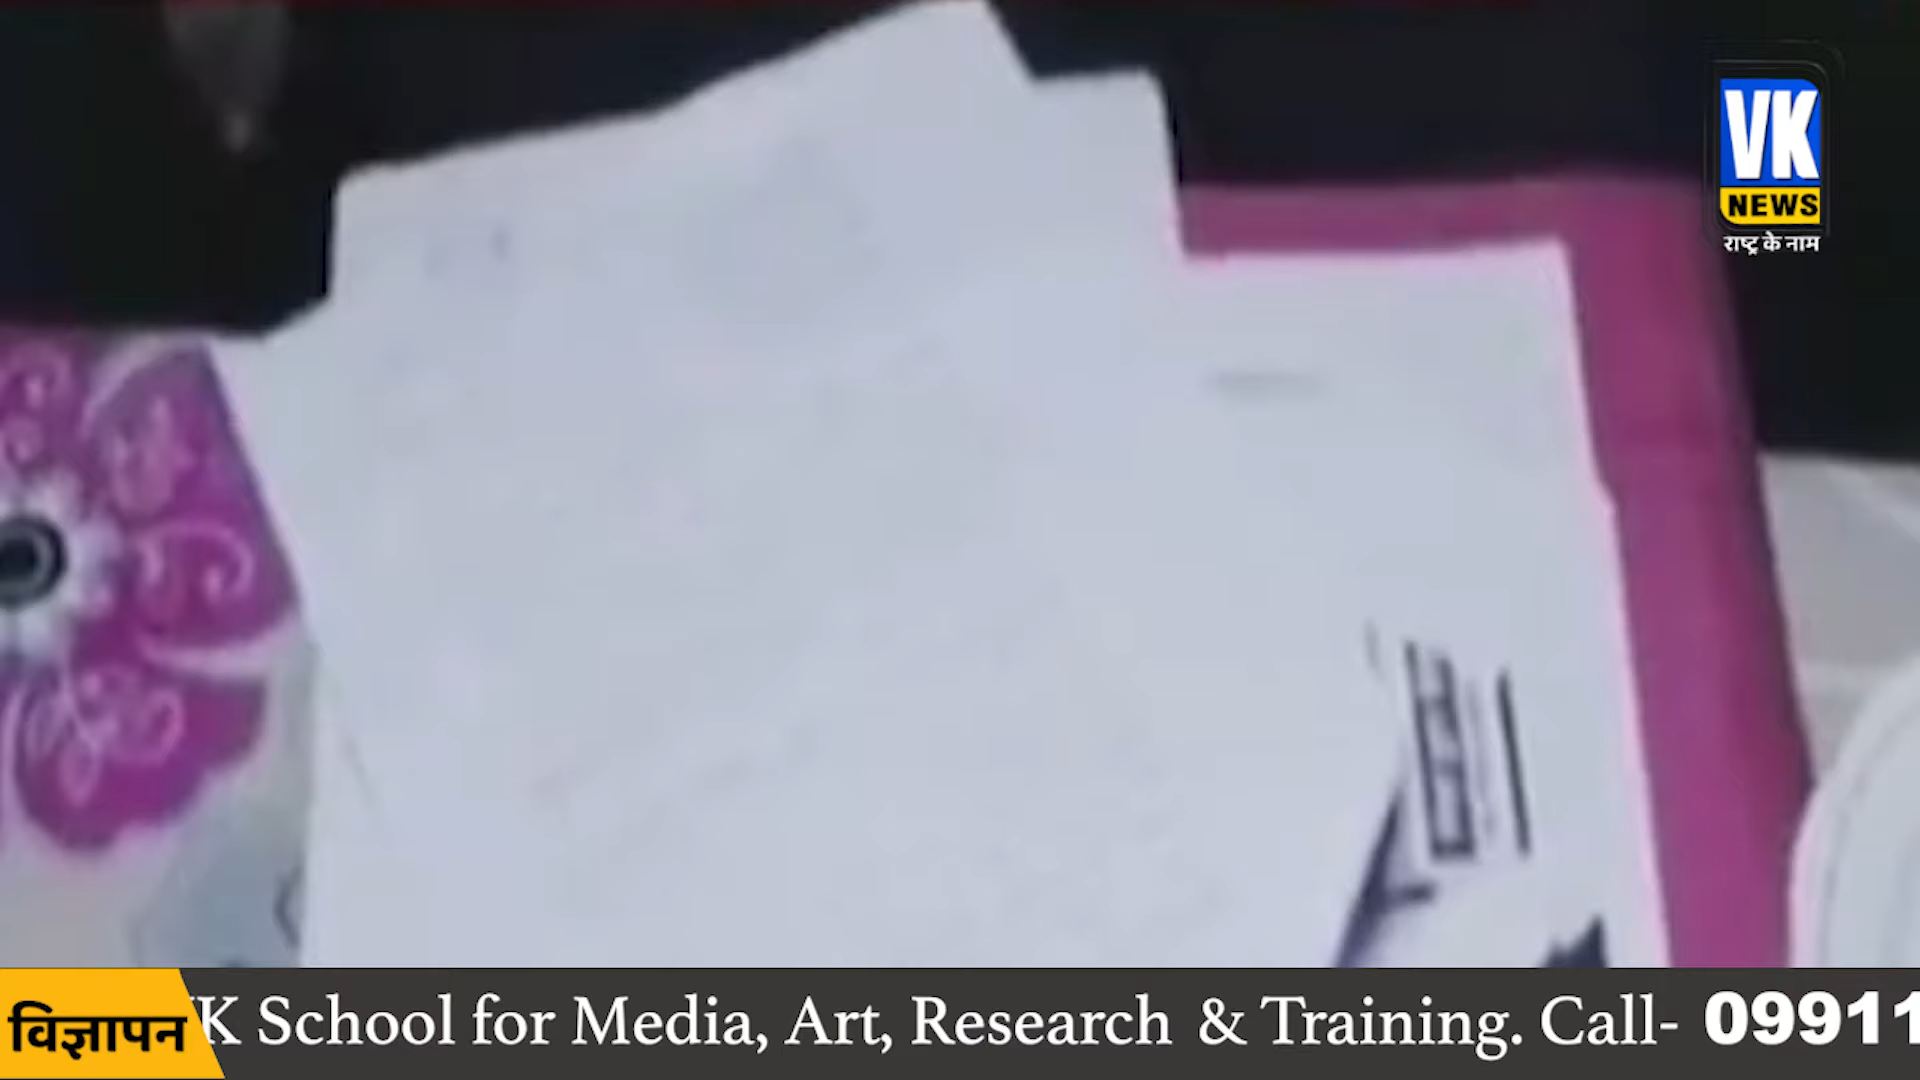 VK
NEWS
राष्ट्र के नाम
विज्ञापन
K School for Media, Art, Research & Training. Call- 09911